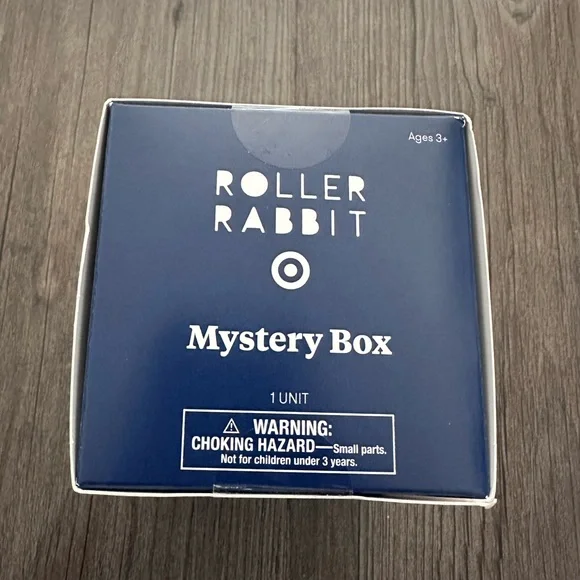 Ages 3+
ROLLER
RABBIT
Mystery Box
1 UNIT
⚠ WARNING:
CHOKING HAZARD—Small parts.
Not for children under 3 years.